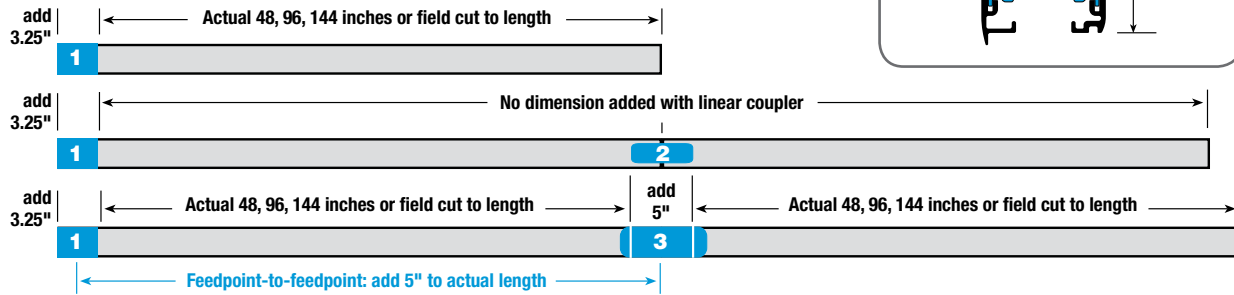 add
3.25"
Actual 48, 96, 144 inches or field cut to length
1
add
3.25"
No dimension added with linear coupler
1
2
add
3.25"
Actual 48, 96, 144 inches or field cut to length
add
5"
Actual 48, 96, 144 inches or field cut to length
1
3
Feedpoint-to-feedpoint: add 5" to actual length